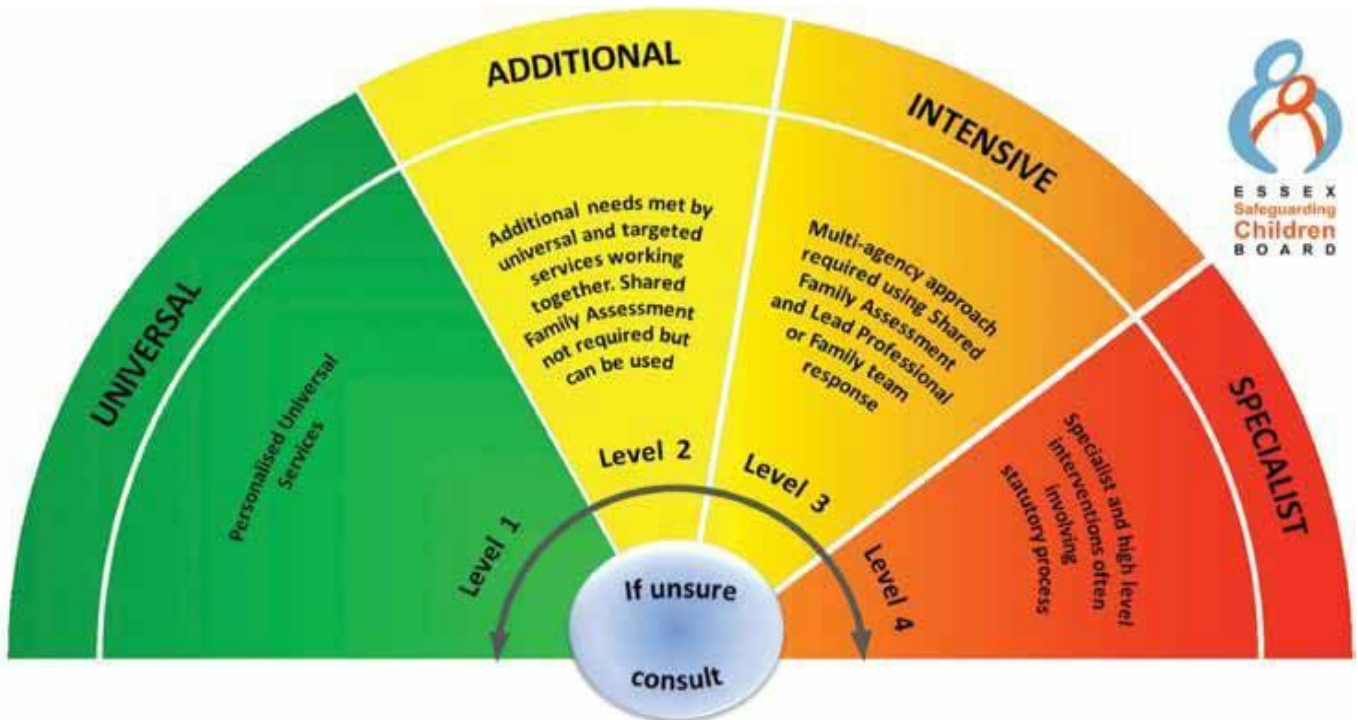 UNIVERSAL
Personalised Universal
Services
Level 1
ADDITIONAL
Additional needs met by
universal and targeted
services working
together. Shared
Family Assessment
not required but
can be used
Level 2
INTENSIVE
Multi-agency approach
required using Shared
Family Assessment
and Lead Professional
or Family team
response
Level 3
SPECIALIST
Specialist and high level
interventions often
involving
statutory process
Level 4
If unsure
consult
ESSEX
Safeguarding
Children
BOARD